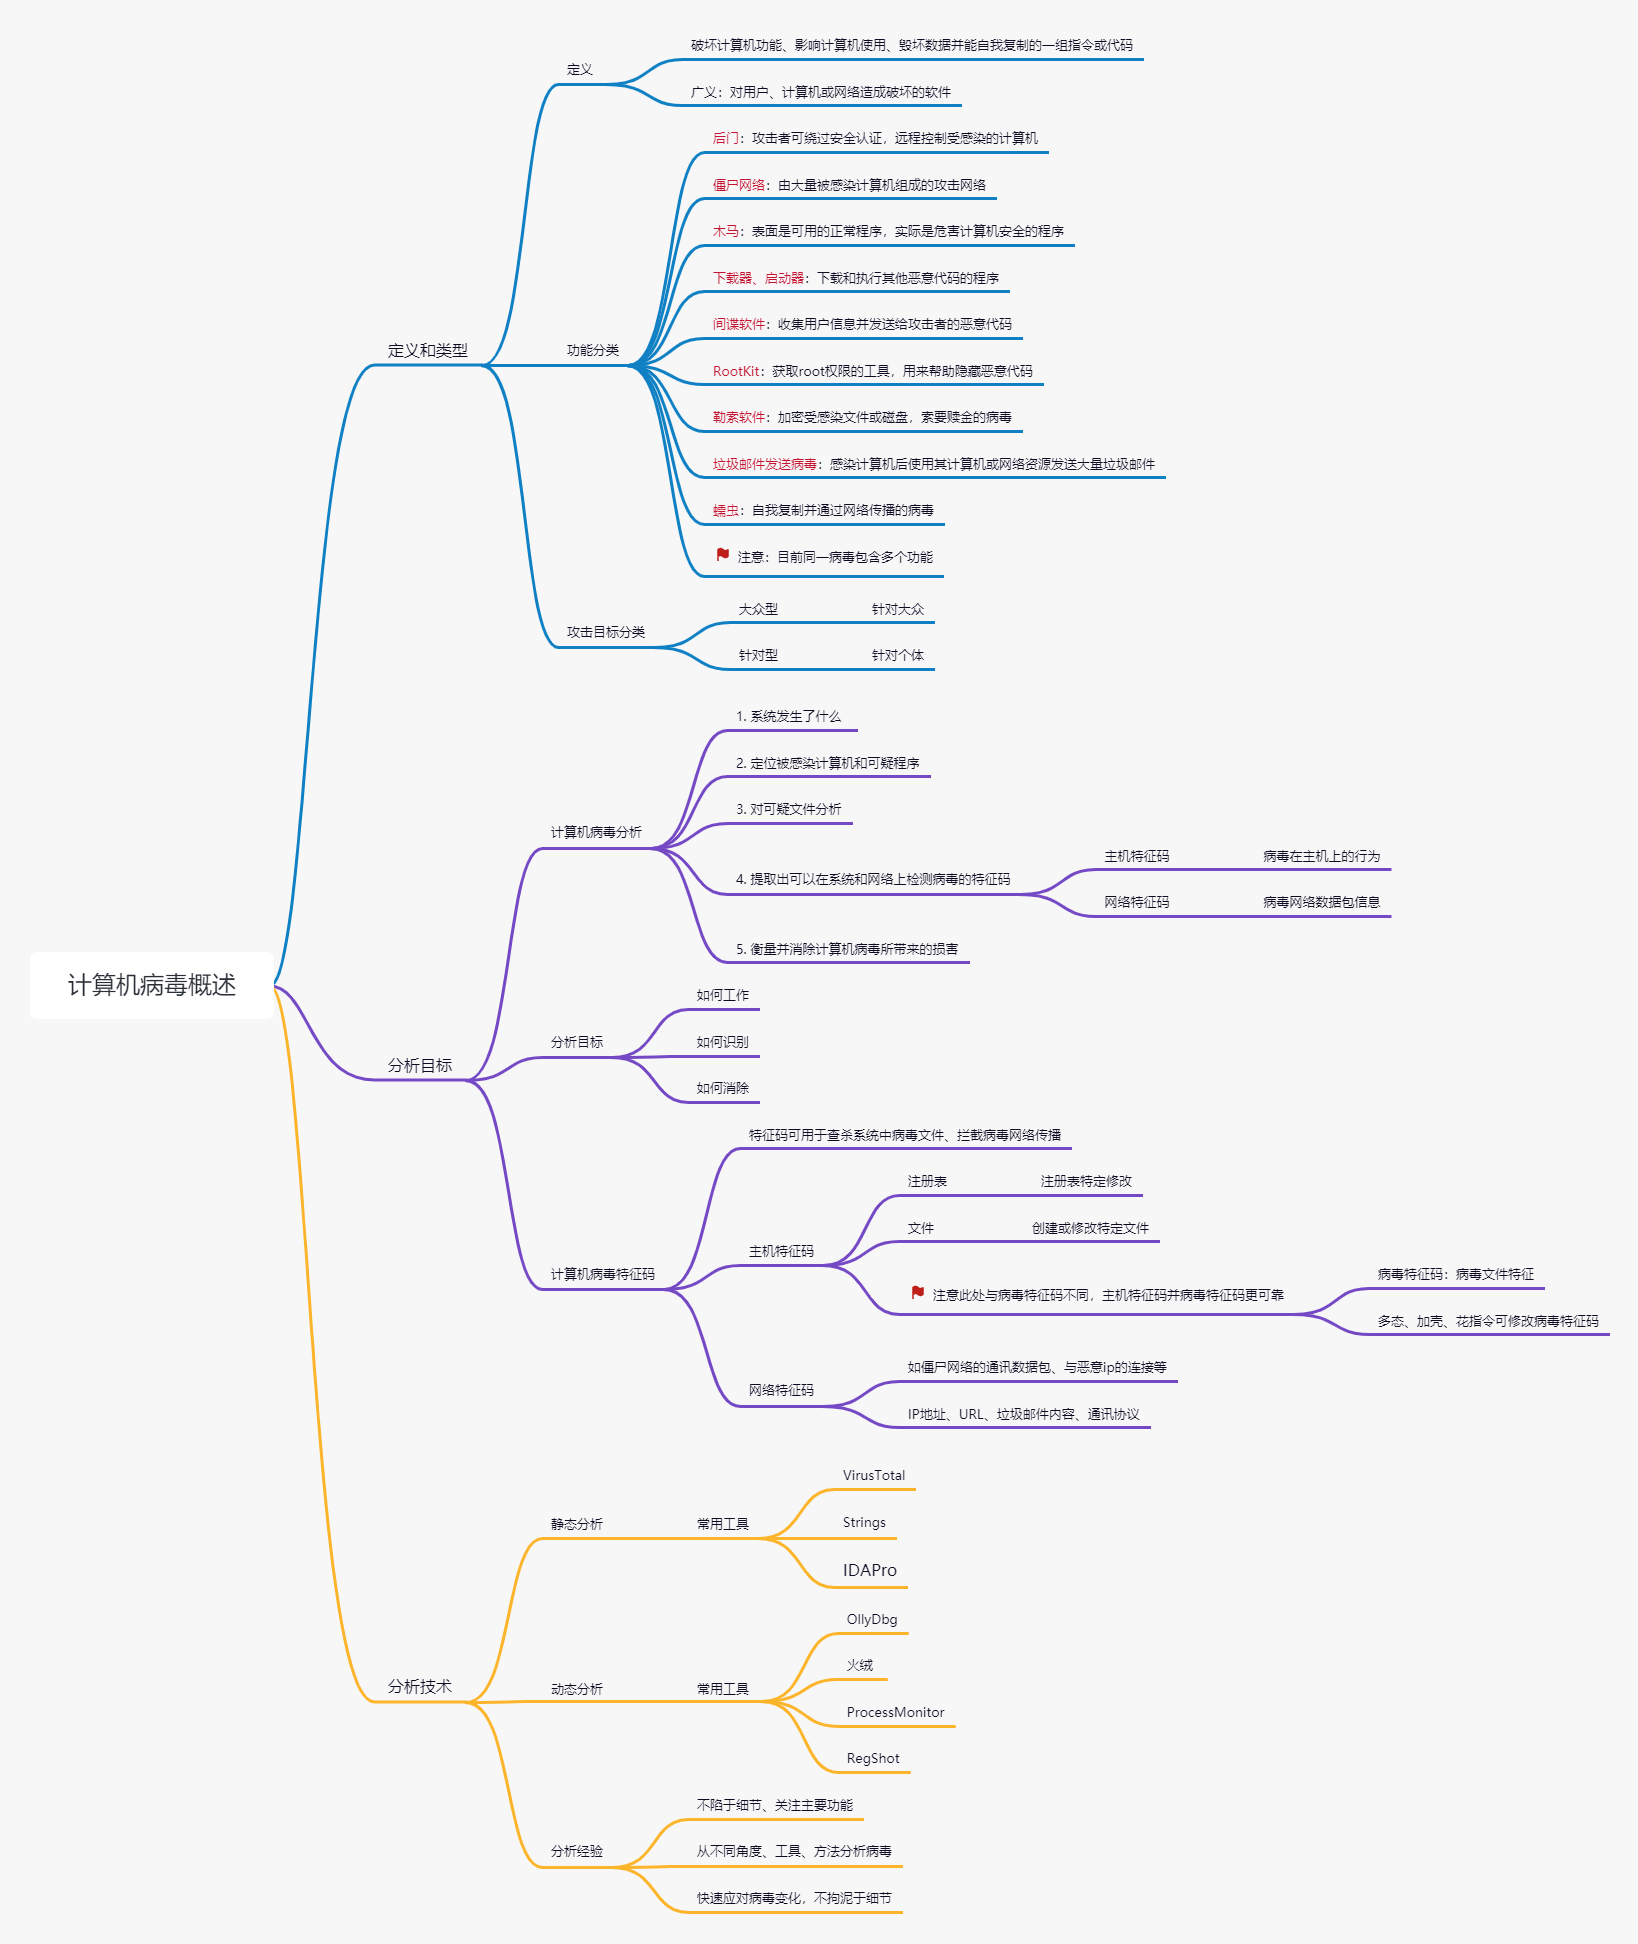 计算机病毒概述
定义和类型
定义
破坏计算机功能、影响计算机使用、毁坏数据并能自我复制的一组指令或代码
广义：对用户、计算机或网络造成破坏的软件
功能分类
后门：攻击者可绕过安全认证，远程控制受感染的计算机
僵尸网络：由大量被感染计算机组成的攻击网络
木马：表面是可用的正常程序，实际是危害计算机安全的程序
下载器、启动器：下载和执行其他恶意代码的程序
间谍软件：收集用户信息并发送给攻击者的恶意代码
RootKit：获取root权限的工具，用来帮助隐藏恶意代码
勒索软件：加密受感染文件或磁盘，索要赎金的病毒
垃圾邮件发送病毒：感染计算机后使用其计算机或网络资源发送大量垃圾邮件
蠕虫：自我复制并通过网络传播的病毒
注意：目前同一病毒包含多个功能
攻击目标分类
大众型 针对大众
针对型 针对个体
分析目标
计算机病毒分析
1. 系统发生了什么
2. 定位被感染计算机和可疑程序
3. 对可疑文件分析
4. 提取出可以在系统和网络上检测病毒的特征码
主机特征码 病毒在主机上的行为
网络特征码 病毒网络数据包信息
5. 衡量并消除计算机病毒所带来的损害
分析目标
如何工作
如何识别
如何消除
计算机病毒特征码
特征码可用于查杀系统中病毒文件、拦截病毒网络传播
主机特征码
注册表 注册表特定修改
文件 创建或修改特定文件
注意此处与病毒特征码不同，主机特征码并病毒特征码更可靠
病毒特征码：病毒文件特征
多态、加壳、花指令可修改病毒特征码
网络特征码
如僵尸网络的通讯数据包、与恶意ip的连接等
IP地址、URL、垃圾邮件内容、通讯协议
分析技术
静态分析 常用工具
VirusTotal
Strings
IDAPro
动态分析 常用工具
OllyDbg
火绒
ProcessMonitor
RegShot
分析经验
不陷于细节、关注主要功能
从不同角度、工具、方法分析病毒
快速应对病毒变化，不拘泥于细节